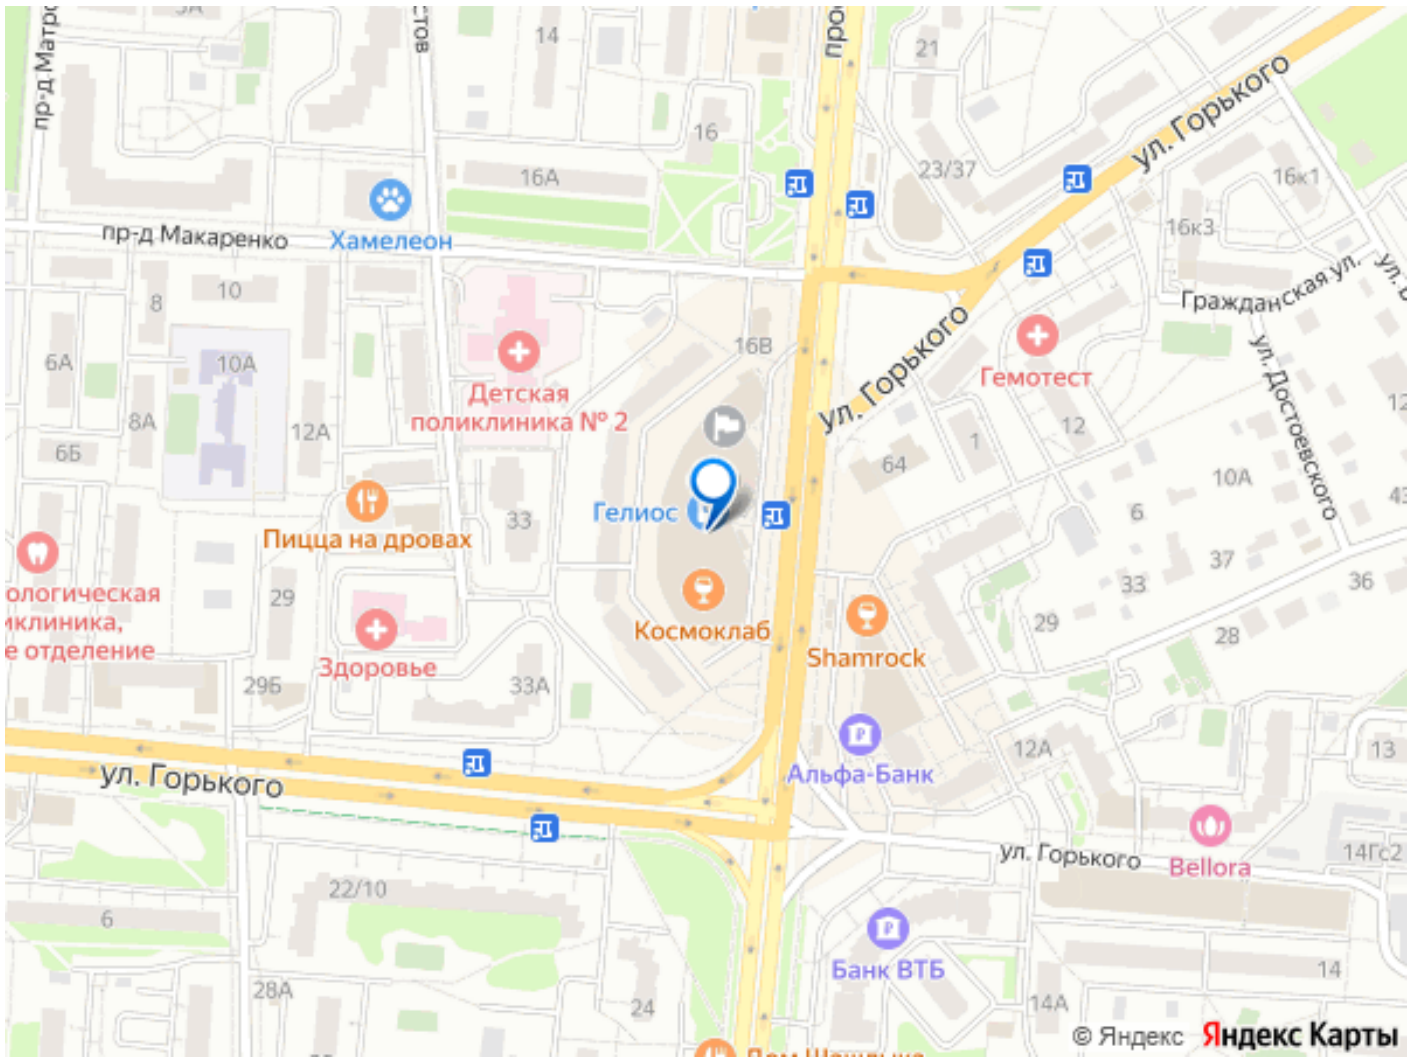 14
21
16
23/37
ул. Горького
16А
16к1
16к3
пр-д Макаренко
Хамелеон
Гражданская ул.
8
10
6А
10А
16В
ул. Горького
Гемотест
ул. Достоевского
Детская
поликлиника № 2
8А
12А
6Б
1
12
64
10А
6
Гелиос
33
Пицца на дровах
37
33
36
29
29
28
ологическая
иклиника,
е отделение
Здоровье
Космоклаб
Shamrock
29Б
33А
12А
13
ул. Горького
Альфа-Банк
ул. Горького
Bellora
14Гс2
22/10
6
Банк ВТБ
14
28А
24
14А
© Яндекс Яндекс Карты